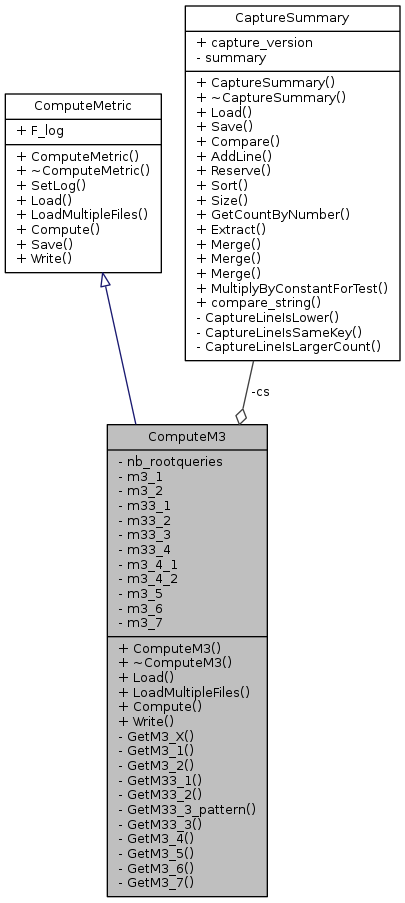 CaptureSummary
+ capture_version
- summary
+ CaptureSummary()
+ ~CaptureSummary()
+ Load()
+ Save()
+ Compare()
+ AddLine()
+ Reserve()
+ Sort()
+ Size()
+ GetCountByNumber()
+ Extract()
+ Merge()
+ Merge()
+ Merge()
+ MultiplyByConstantForTest()
+ compare_string()
- CaptureLineIsLower()
- CaptureLineIsSameKey()
- CaptureLineIsLargerCount()
ComputeMetric
+ F_log
+ ComputeMetric()
+ ~ComputeMetric()
+ SetLog()
+ Load()
+ LoadMultipleFiles()
+ Compute()
+ Save()
+ Write()
-cs
ComputeM3
- nb_rootqueries
- m3_1
- m3_2
- m33_1
- m33_2
- m33_3
- m33_4
- m3_4_1
- m3_4_2
- m3_5
- m3_6
- m3_7
+ ComputeM3()
+ ~ComputeM3()
+ Load()
+ LoadMultipleFiles()
+ Compute()
+ Write()
- GetM3_X()
- GetM3_1()
- GetM3_2()
- GetM33_1()
- GetM33_2()
- GetM33_3_pattern()
- GetM33_3()
- GetM3_4()
- GetM3_5()
- GetM3_6()
- GetM3_7()